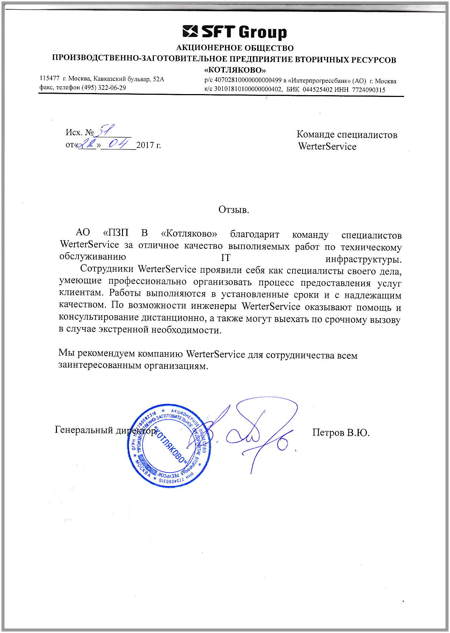 SFT Group
АКЦИОНЕРНОЕ ОБЩЕСТВО
ПРОИЗВОДСТВЕННО-ЗАГОТОВИТЕЛЬНОЕ ПРЕДПРИЯТИЕ ВТОРИЧНЫХ РЕСУРСОВ
«КОТЛЯКОВО»
115477 г. Москва, Кавказский бульвар, 52А
р/с 40702810000000000499 в «Интерпрогрессбанк» (АО) г. Москва
факс, телефон (495) 322-06-29
к/с 30101810100000000402, БИК 044525402 ИНН 7724090315
Исх. № 51
Команде специалистов
от«28» 04 2017 г.
WerterService
Отзыв.
АО «ПЗП В «Котляково» благодарит команду специалистов
WerterService за отличное качество выполняемых работ по техническому
обслуживанию IT инфраструктуры.
Сотрудники WerterService проявили себя как специалисты своего дела,
умеющие профессионально организовать процесс предоставления услуг
клиентам. Работы выполняются в установленные сроки и с надлежащим
качеством. По возможности инженеры WerterService оказывают помощь и
консультирование дистанционно, а также могут выехать по срочному вызову
в случае экстренной необходимости.
Мы рекомендуем компанию WerterService для сотрудничества всем
заинтересованным организациям.
Генеральный директор
Петров В.Ю.
"КОТЛЯКОВО"